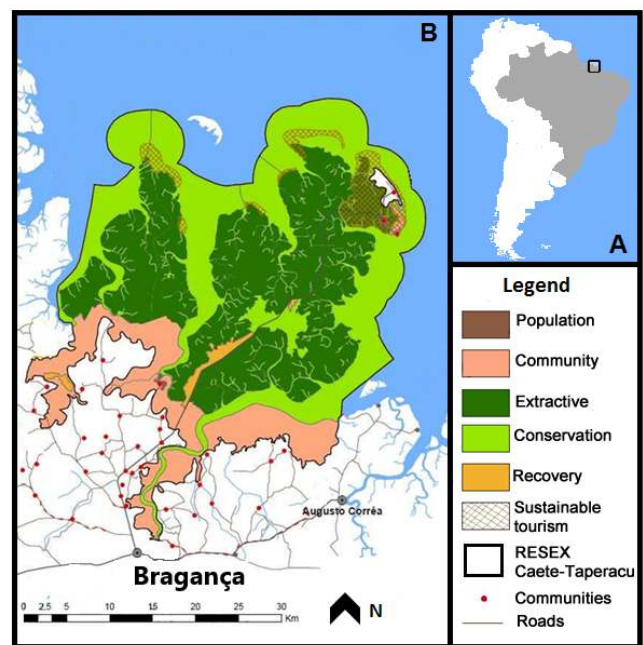 B
A
Augusto Corrêa
Bragança
0 2.5 5 10 15 20 25 30
Km
N
Legend
Population
Community
Extractive
Conservation
Recovery
Sustainable
tourism
RESEX
Caete-Taperacu
Communities
Roads